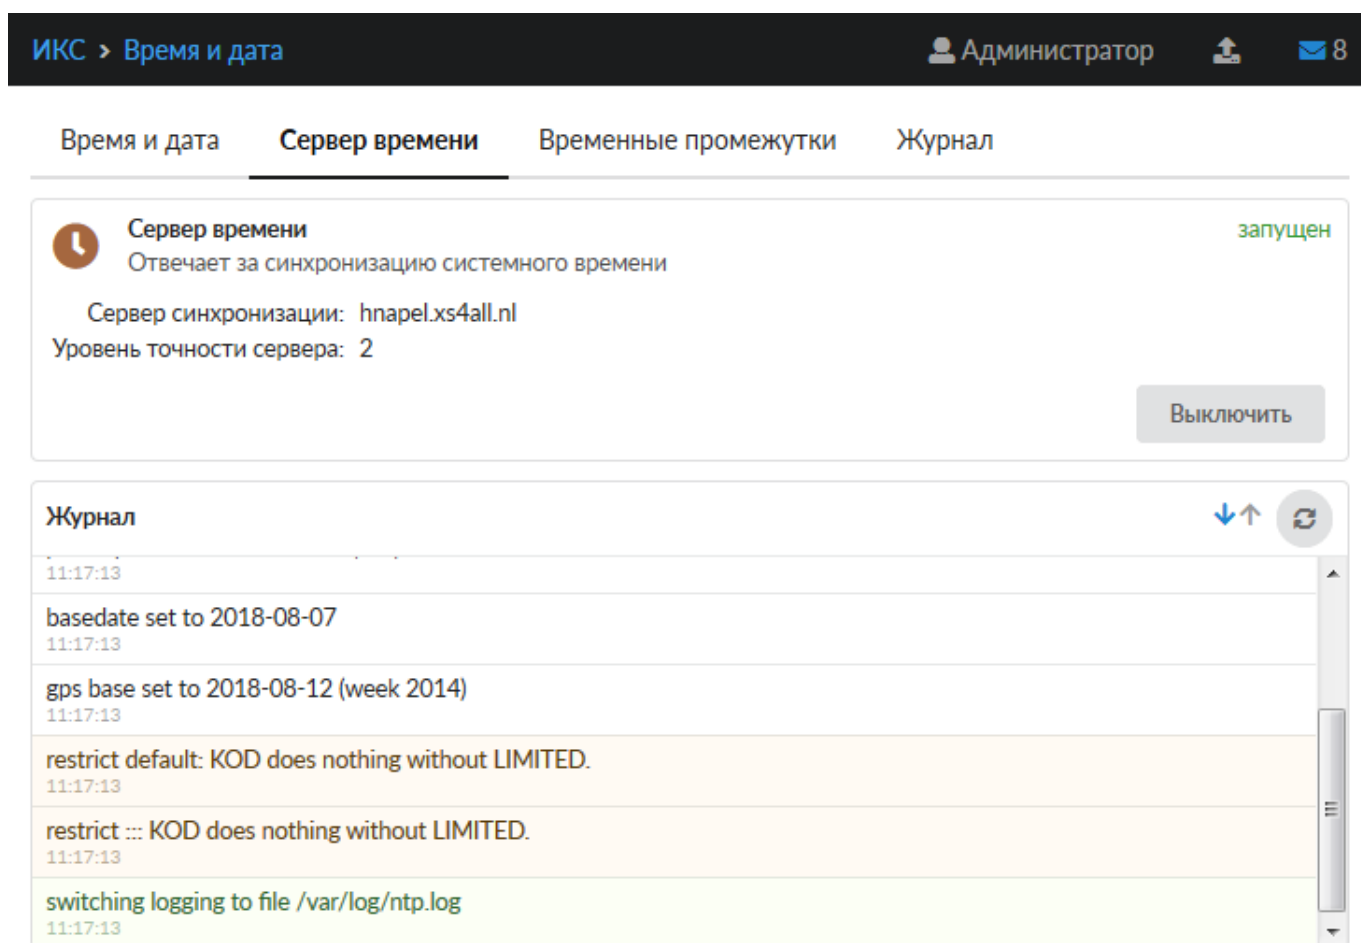 ИКС > Время и дата Администратор 8
Время и дата Сервер времени Временные промежутки Журнал
Сервер времени запущен
Отвечает за синхронизацию системного времени
Сервер синхронизации: hnapel.xs4all.nl
Уровень точности сервера: 2
Выключить
Журнал
11:17:13
basedate set to 2018-08-07
11:17:13
gps base set to 2018-08-12 (week 2014)
11:17:13
restrict default: KOD does nothing without LIMITED.
11:17:13
restrict ::: KOD does nothing without LIMITED.
11:17:13
switching logging to file /var/log/ntp.log
11:17:13